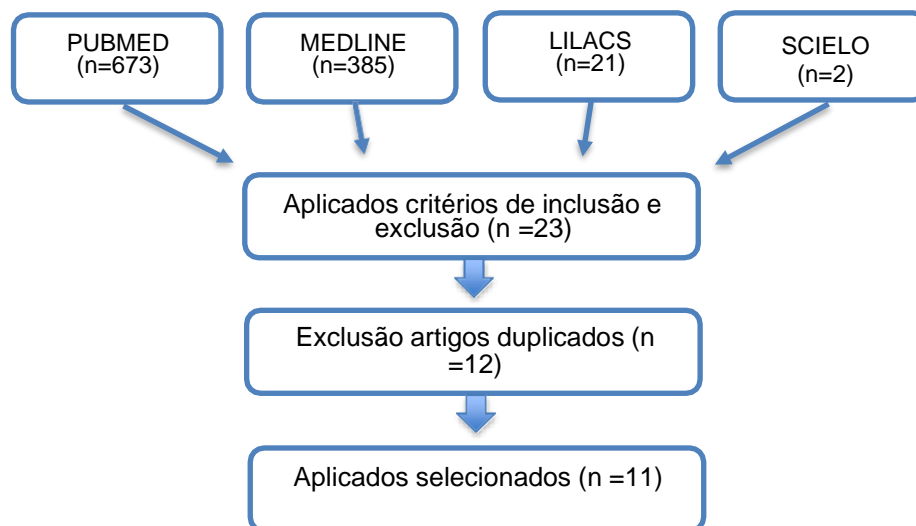 PUBMED
(n=673)
MEDLINE
(n=385)
LILACS
(n=21)
SCIELO
(n=2)
Aplicados critérios de inclusão e
exclusão (n =23)
Exclusão artigos duplicados (n
=12)
Aplicados selecionados (n =11)